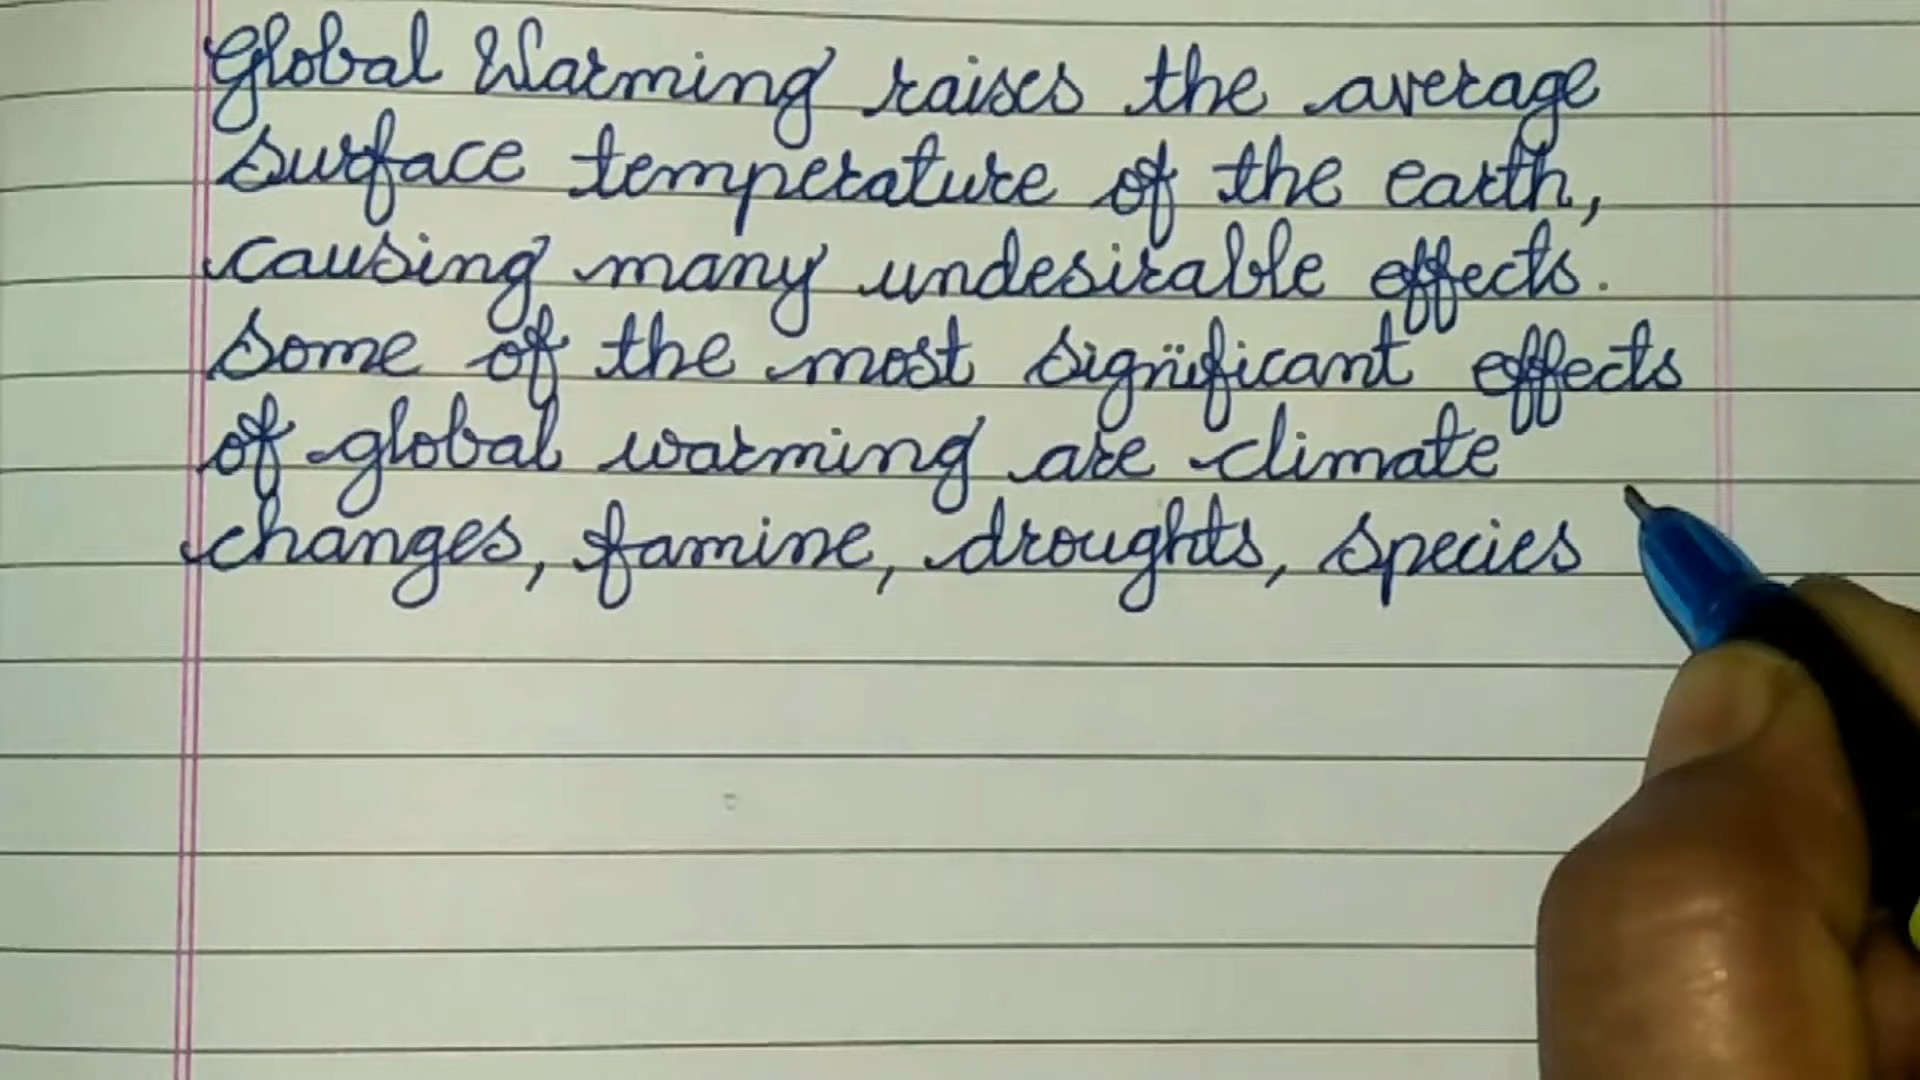 Global Warming raises the average
surface temperature of the earth,
causing many undesirable effects.
Some of the most significant effects
of global warming are climate
changes, famine, droughts, species